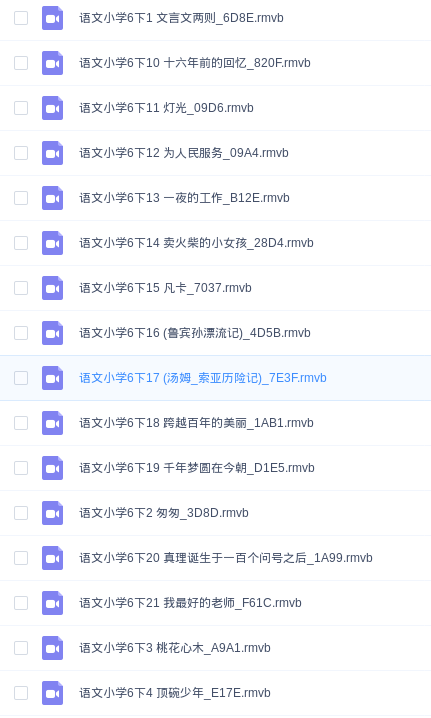 语文小学6下1 文言文两则_6D8E.rmvb
语文小学6下10 十六年前的回忆_820F.rmvb
语文小学6下11 灯光_09D6.rmvb
语文小学6下12 为人民服务_09A4.rmvb
语文小学6下13 一夜的工作_B12E.rmvb
语文小学6下14 卖火柴的小女孩_28D4.rmvb
语文小学6下15 凡卡_7037.rmvb
语文小学6下16 (鲁宾孙漂流记)_4D5B.rmvb
语文小学6下17 (汤姆_索亚历险记)_7E3F.rmvb
语文小学6下18 跨越百年的美丽_1AB1.rmvb
语文小学6下19 千年梦圆在今朝_D1E5.rmvb
语文小学6下2 匆匆_3D8D.rmvb
语文小学6下20 真理诞生于一百个问号之后_1A99.rmvb
语文小学6下21 我最好的老师_F61C.rmvb
语文小学6下3 桃花心木_A9A1.rmvb
语文小学6下4 顶碗少年_E17E.rmvb